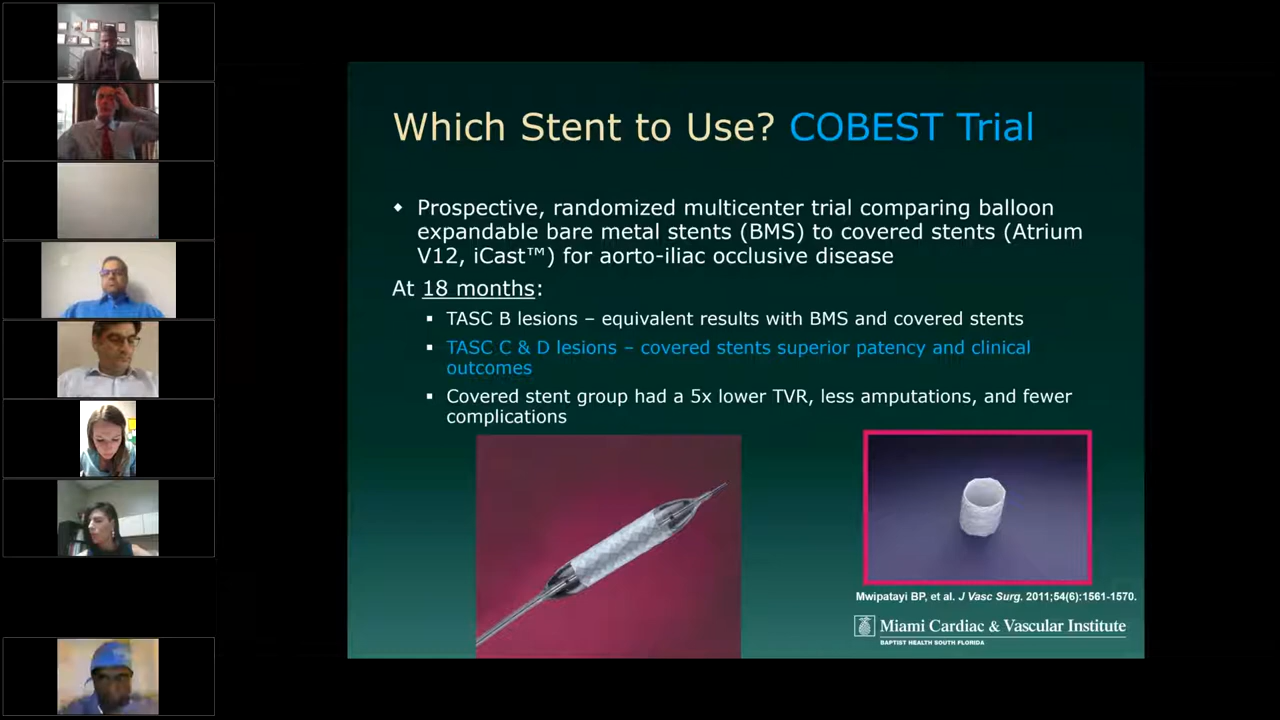 Which Stent to Use? COBEST Trial
◆ Prospective, randomized multicenter trial comparing balloon
expandable bare metal stents (BMS) to covered stents (Atrium
V12, iCast™) for aorto-iliac occlusive disease
At 18 months:
▪ TASC B lesions – equivalent results with BMS and covered stents
▪ TASC C & D lesions – covered stents superior patency and clinical
outcomes
▪ Covered stent group had a 5x lower TVR, less amputations, and fewer
complications
Mwipatayi BP, et al. J Vasc Surg. 2011;54(6):1561-1570.
Miami Cardiac & Vascular Institute
BAPTIST HEALTH SOUTH FLORIDA